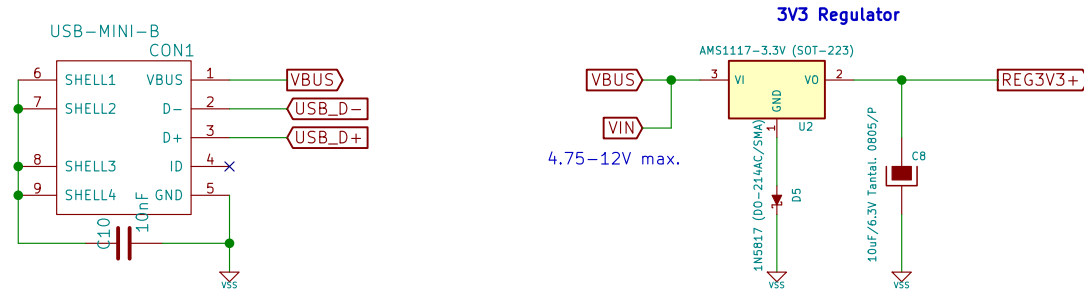 USB-MINI-B
CON1
6 SHELL1 VBUS 1 VBUS
7 SHELL2 D- 2 USB_D-
D+ 3 USB_D+
8 SHELL3 ID 4
9 SHELL4 GND 5
C10
10nF
VSS
3V3 Regulator
AMS1117-3.3V (SOT-223)
VBUS 3 VI VO 2 REG3V3+
GND
1
U2
VIN
4.75-12V max.
1N5817 (DO-214AC/SMA)
D5
VSS
10uF/6.3V Tantal. 0805/P
C8
VSS